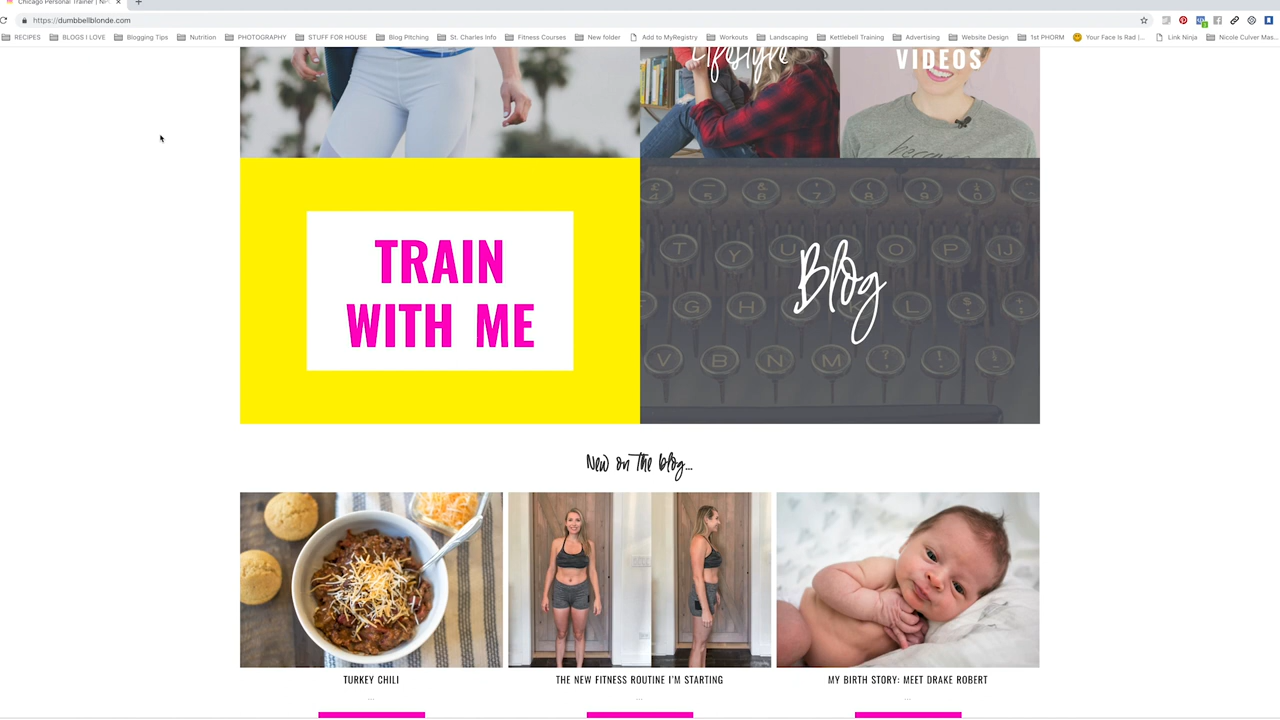 Chicago Personal Trainer | NP
https://dumbbellblonde.com
RECIPES BLOGS I LOVE Blogging Tips Nutrition PHOTOGRAPHY STUFF FOR HOUSE Blog Pitching St. Charles Info Fitness Courses New folder Add to MyRegistry Workouts Landscaping Kettlebell Training Advertising Website Design 1st PHORM Your Face Is Rad |... Link Ninja Nicole Culver Mas...
Lifestyle
VIDEOS
TRAIN
WITH ME
T Y U O P
G H K L
V B N M ? !
Blog
New on the blog...
TURKEY CHILI
THE NEW FITNESS ROUTINE I'M STARTING
MY BIRTH STORY: MEET DRAKE ROBERT
...
...
...